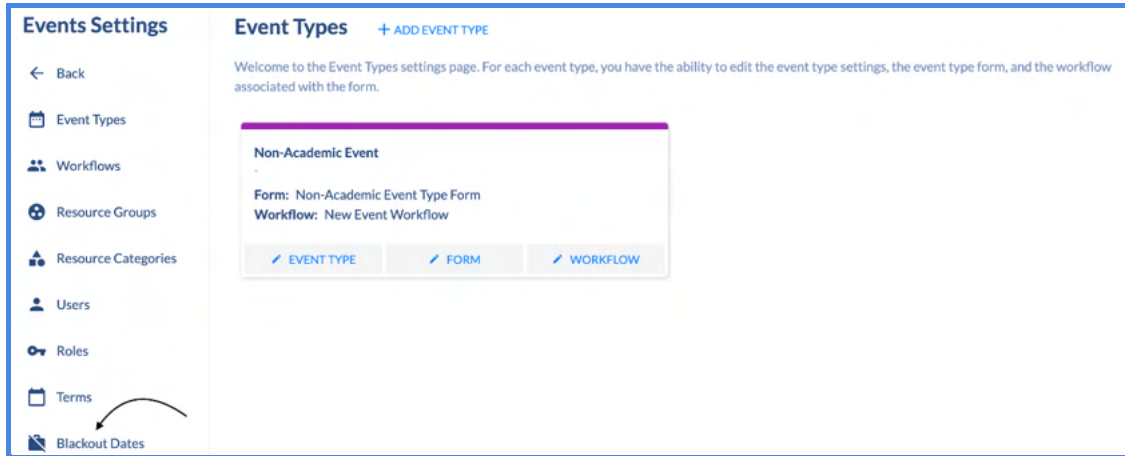 Events Settings
Back
Event Types
Workflows
Resource Groups
Resource Categories
Users
Roles
Terms
Blackout Dates
Event Types
+ ADD EVENT TYPE
Welcome to the Event Types settings page. For each event type, you have the ability to edit the event type settings, the event type form, and the workflow
associated with the form.
Non-Academic Event
-
Form: Non-Academic Event Type Form
Workflow: New Event Workflow
EVENT TYPE
FORM
WORKFLOW